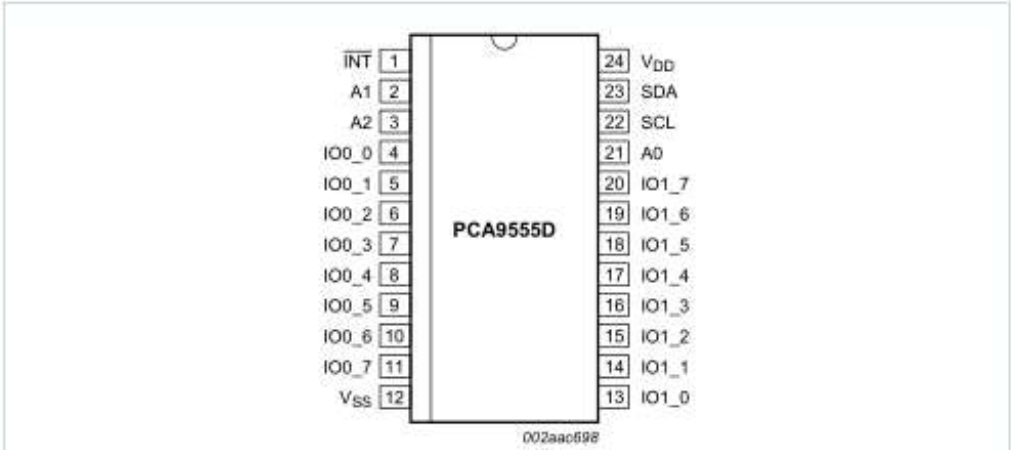 INT 1 24 VDD
A1 2 23 SDA
A2 3 22 SCL
IO0_0 4 21 A0
IO0_1 5 20 IO1_7
IO0_2 6 19 IO1_6
IO0_3 7 18 IO1_5
IO0_4 8 17 IO1_4
IO0_5 9 16 IO1_3
IO0_6 10 15 IO1_2
IO0_7 11 14 IO1_1
VSS 12 13 IO1_0
PCA9555D
002aac698